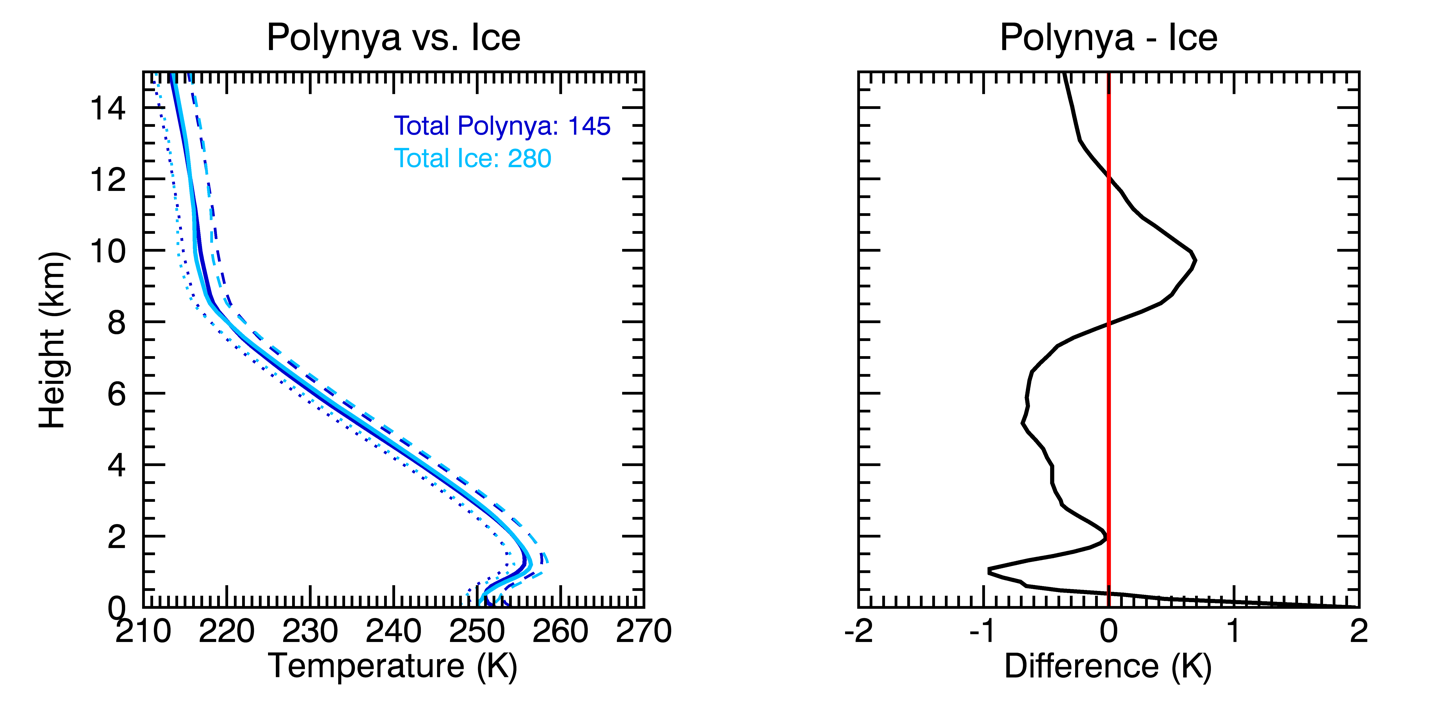 Polynya vs. Ice
Total Polynya: 145
Total Ice: 280
14
12
10
8
6
4
2
0
Height (km)
210 220 230 240 250 260 270
Temperature (K)
Polynya - Ice
-2 -1 0 1 2
Difference (K)